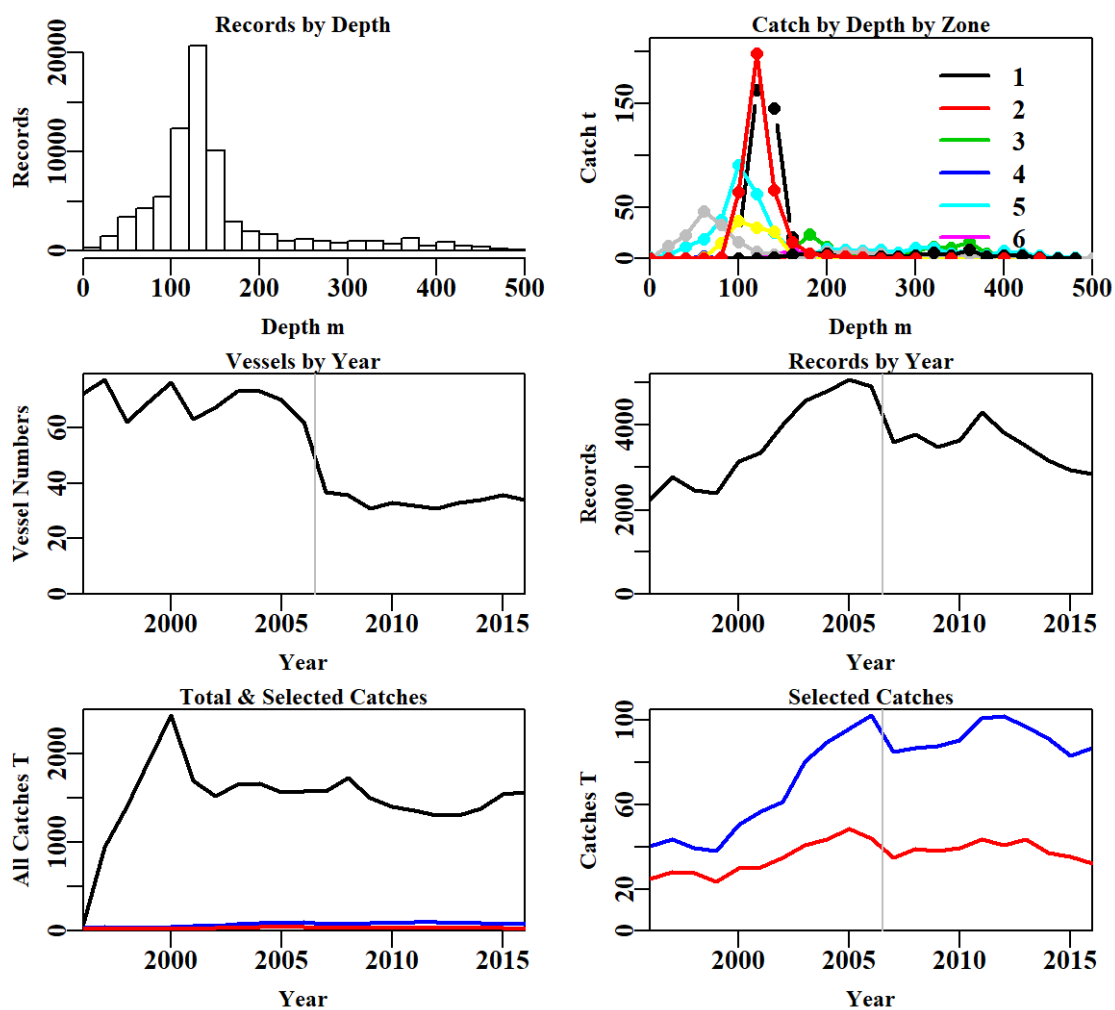 Records by Depth
Records
0 10000 20000
0 100 200 300 400 500
Depth m
Catch by Depth by Zone
Catch t
0 50 150
1
2
3
4
5
6
0 100 200 300 400 500
Depth m
Vessels by Year
Vessel Numbers
0 20 40 60
2000 2005 2010 2015
Year
Records by Year
Records
0 2000 4000
2000 2005 2010 2015
Year
Total & Selected Catches
All Catches T
0 1000 2000
2000 2005 2010 2015
Year
Selected Catches
Catches T
0 20 60 100
2000 2005 2010 2015
Year